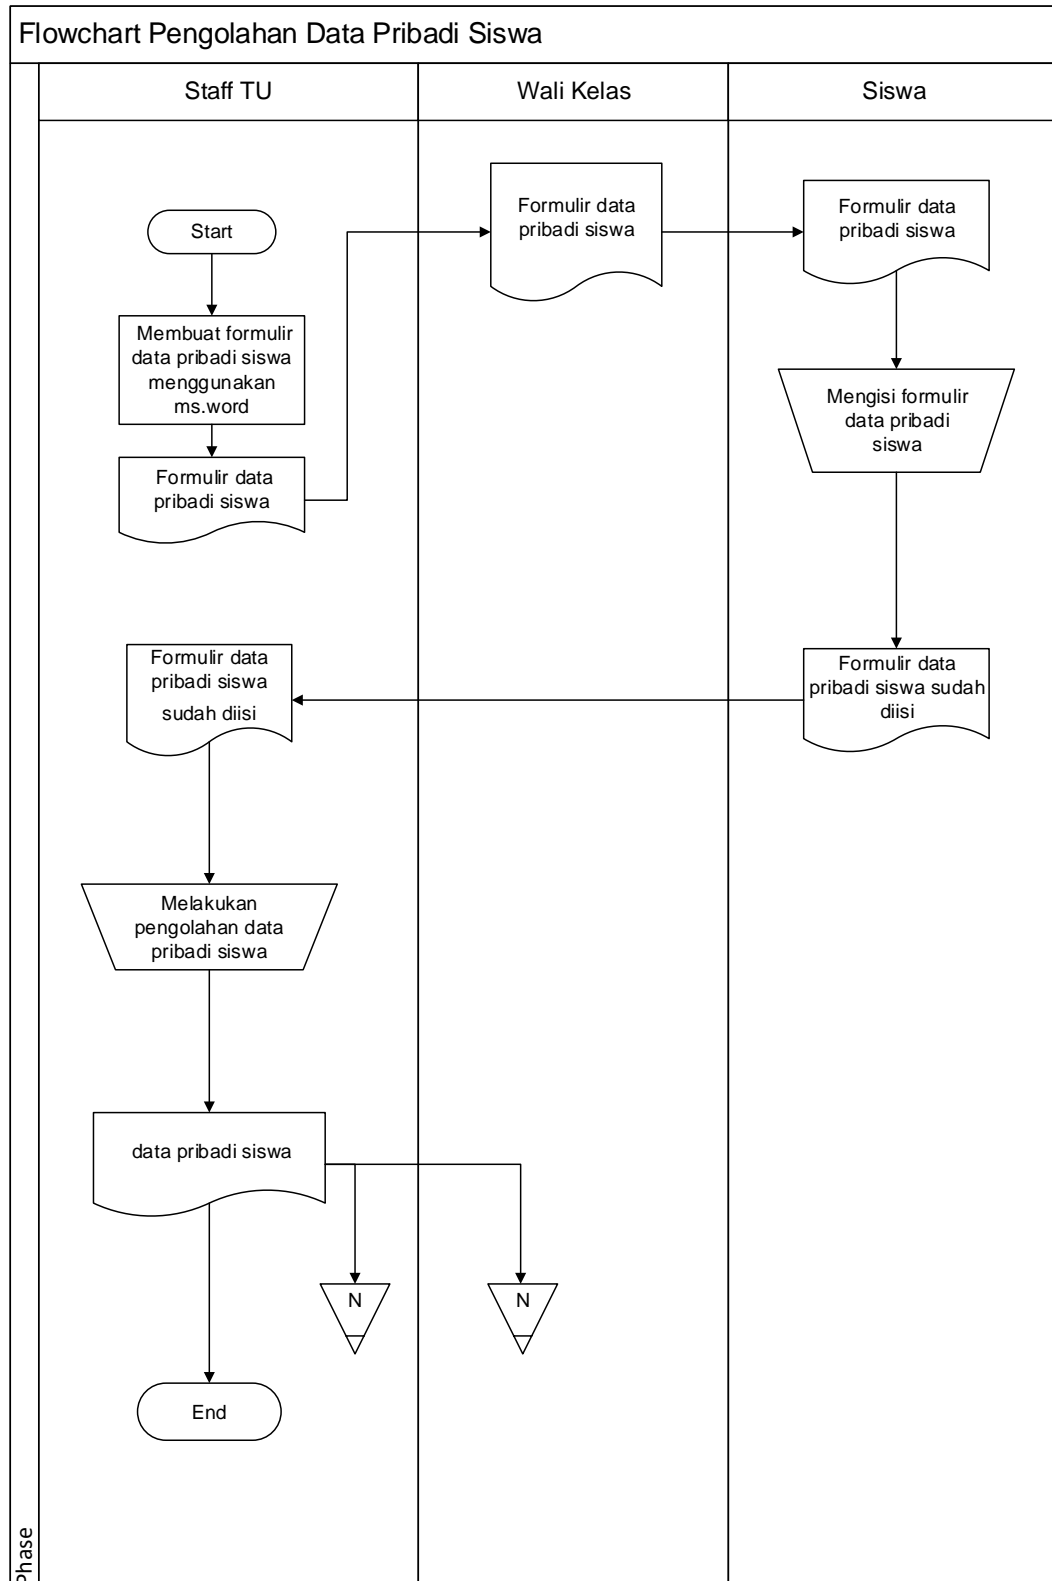 Flowchart Pengolahan Data Pribadi Siswa
Staff TU
Wali Kelas
Siswa
Start
Membuat formulir
data pribadi siswa
menggunakan
ms.word
Formulir data
pribadi siswa
Formulir data
pribadi siswa
Formulir data
pribadi siswa
Mengisi formulir
data pribadi
siswa
Formulir data
pribadi siswa sudah
diisi
Formulir data
pribadi siswa
sudah diisi
Melakukan
pengolahan data
pribadi siswa
data pribadi siswa
N
N
End
Phase